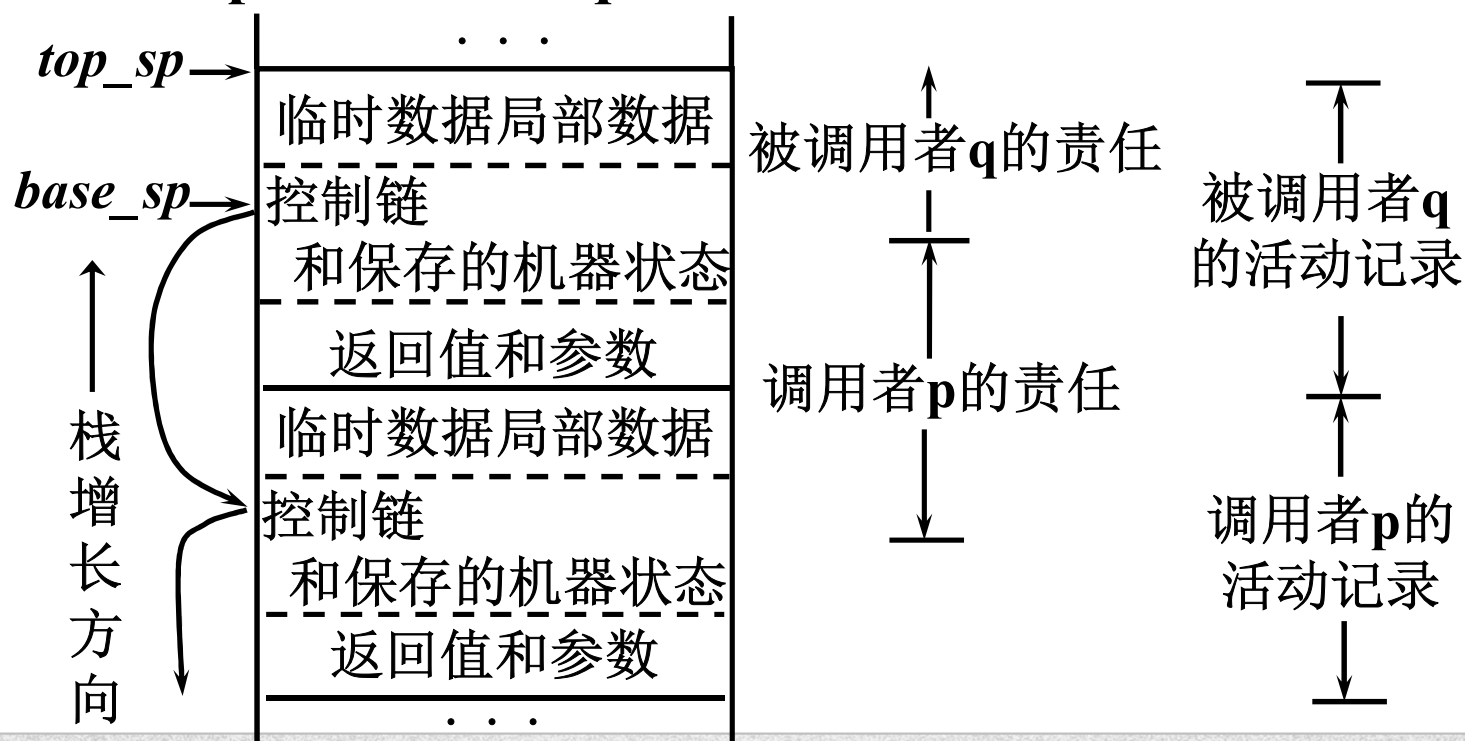 . . .
top_sp
临时数据局部数据
base_sp
控制链
和保存的机器状态
返回值和参数
临时数据局部数据
控制链
和保存的机器状态
返回值和参数
. . .
栈增长方向
被调用者q的责任
调用者p的责任
被调用者q
的活动记录
调用者p的
活动记录